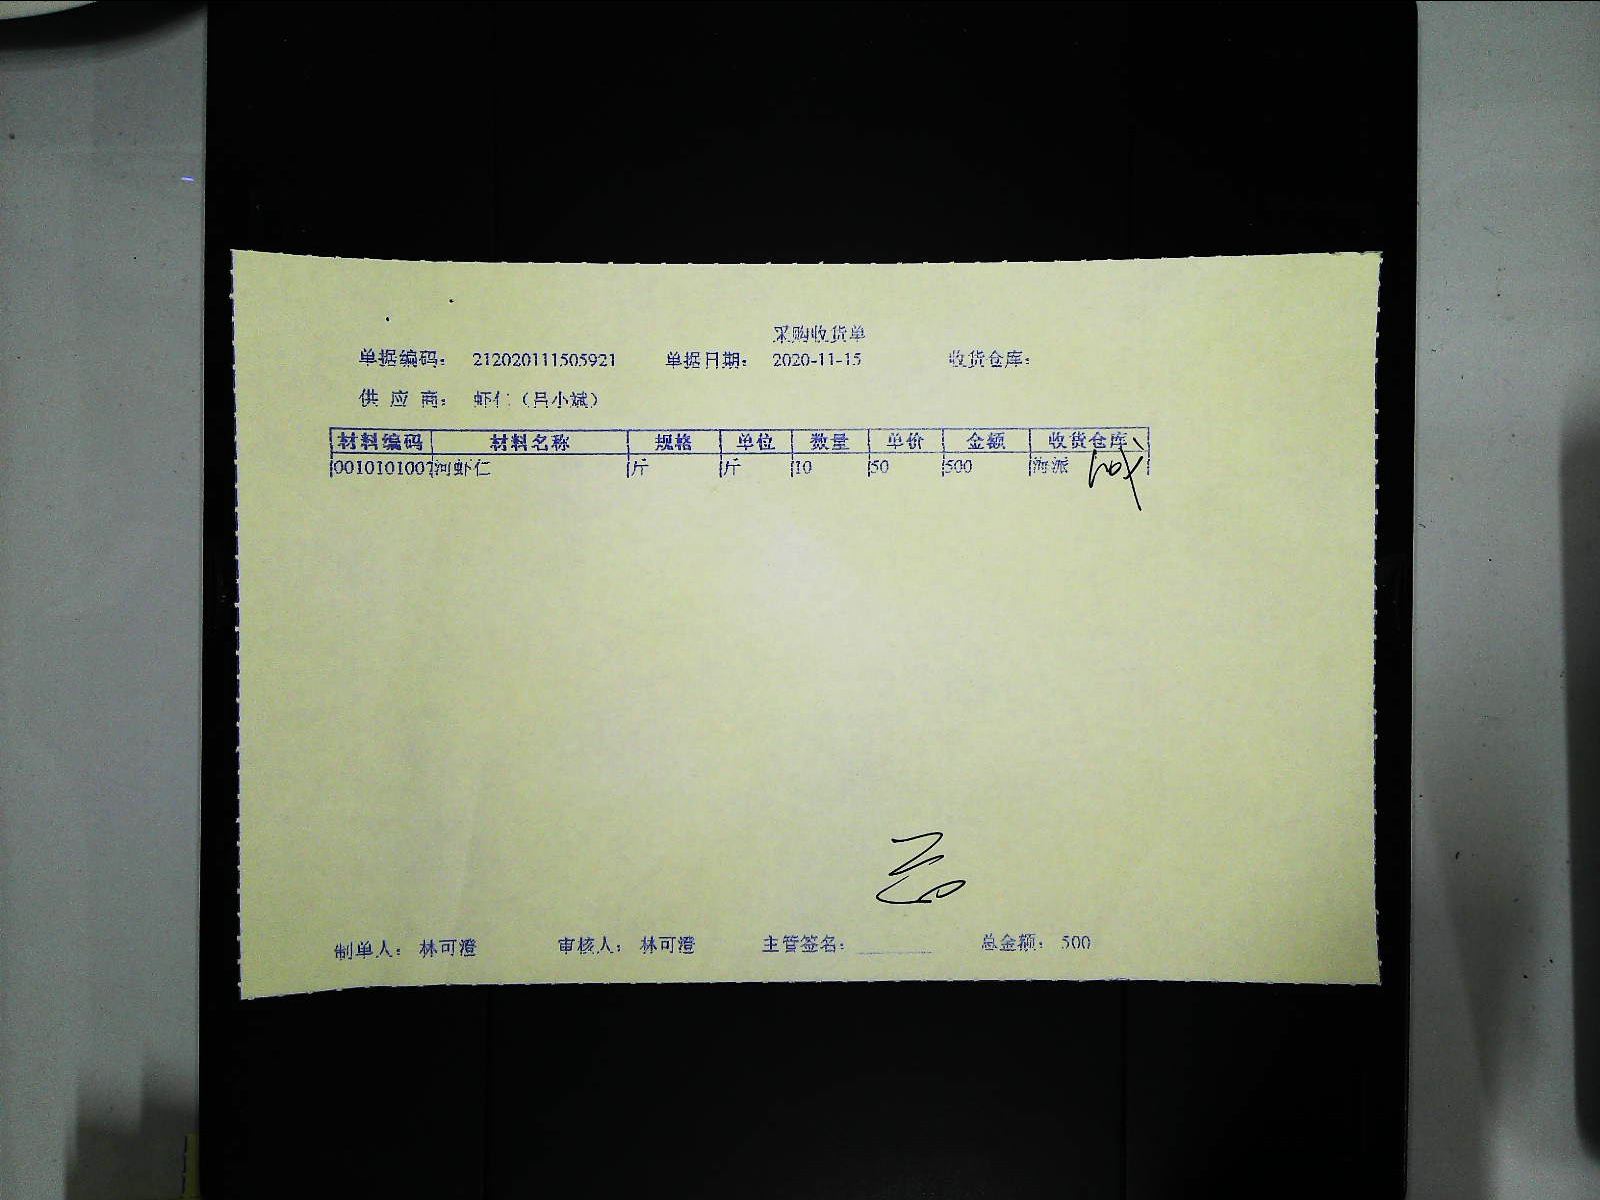 采购收货单
单据编码： 212020111505921 单据日期： 2020-11-15 收货仓库：
供 应 商： 虾仁（吕小斌）
材料编码 材料名称 规格 单位 数量 单价 金额 收货仓库
0010101007 河虾仁 斤 斤 10 50 500 海派
制单人： 林可澄 审核人： 林可澄 主管签名： 总金额： 500